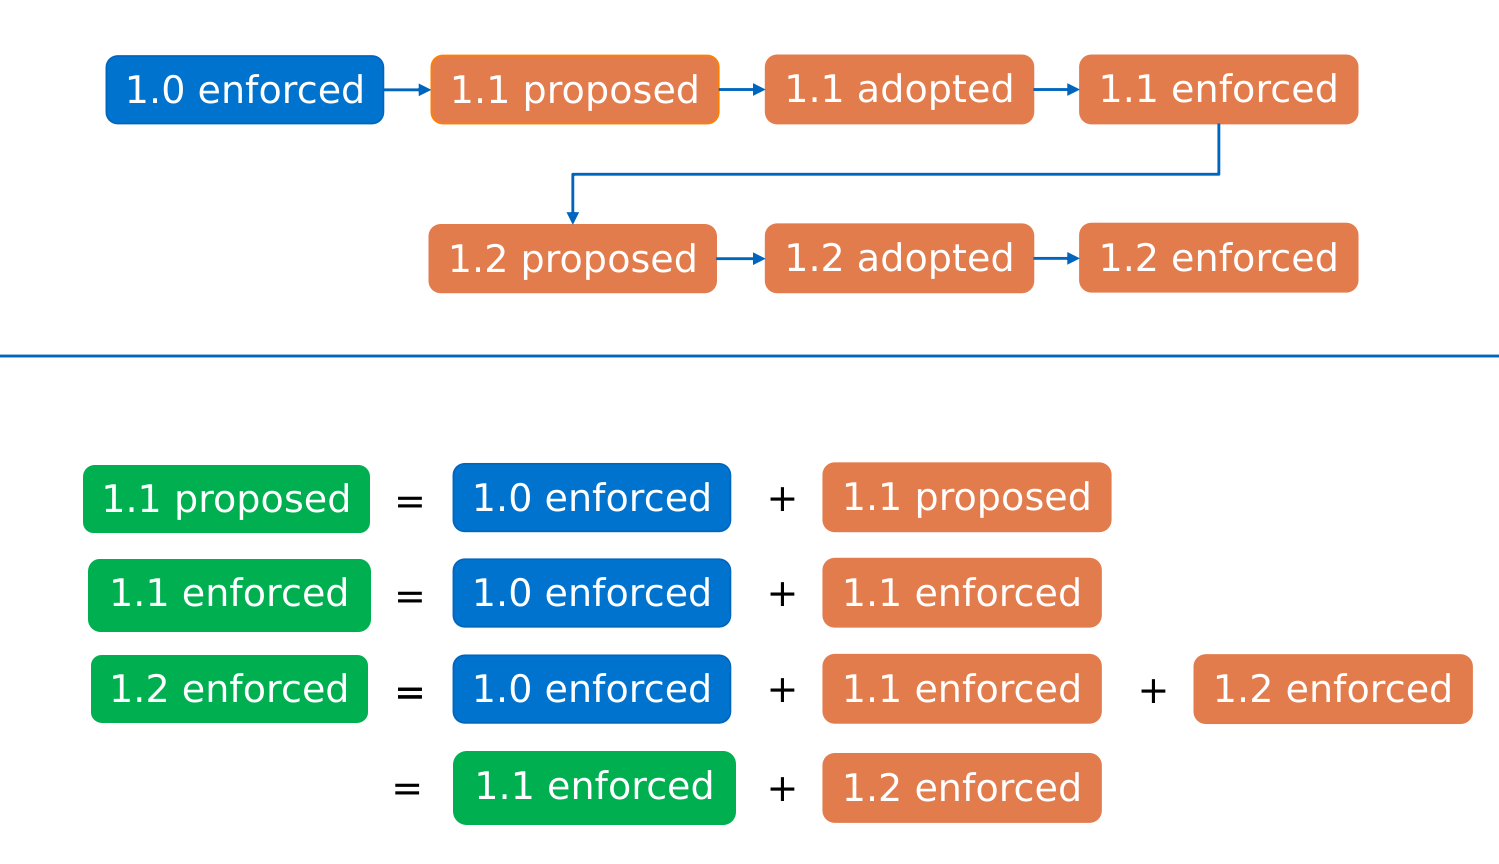 1.0 enforced 1.1 proposed 1.1 adopted 1.1 enforced
1.2 proposed 1.2 adopted 1.2 enforced
1.1 proposed = 1.0 enforced + 1.1 proposed
1.1 enforced = 1.0 enforced + 1.1 enforced
1.2 enforced = 1.0 enforced + 1.1 enforced + 1.2 enforced
= 1.1 enforced + 1.2 enforced